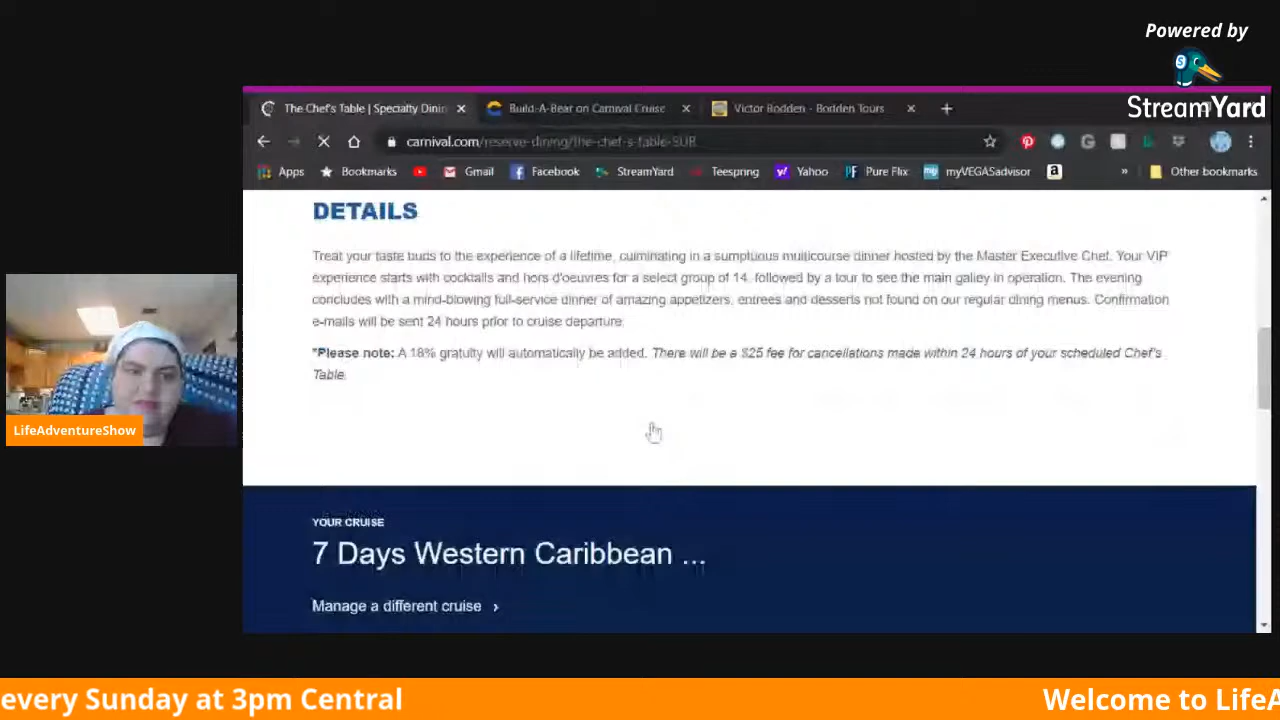 Powered by
StreamYard
The Chef's Table | Specialty Dinin
Build-A-Bear on Carnival Cruise
Victor Bodden - Bodden Tours
carnival.com/reserve-dining/the-chef-s-table-SUR
Apps Bookmarks Gmail Facebook StreamYard Teespring Yahoo Pure Flix myVEGASadvisor » Other bookmarks
DETAILS
Treat your taste buds to the experience of a lifetime, culminating in a sumptuous multicourse dinner hosted by the Master Executive Chef. Your VIP
experience starts with cocktails and hors d'oeuvres for a select group of 14, followed by a tour to see the main galley in operation. The evening
concludes with a mind-blowing full-service dinner of amazing appetizers, entrees and desserts not found on our regular dining menus. Confirmation
e-mails will be sent 24 hours prior to cruise departure.
*Please note: A 18% gratuity will automatically be added. There will be a $25 fee for cancellations made within 24 hours of your scheduled Chef's
Table.
LifeAdventureShow
YOUR CRUISE
7 Days Western Caribbean ...
Manage a different cruise ›
every Sunday at 3pm Central
Welcome to LifeA